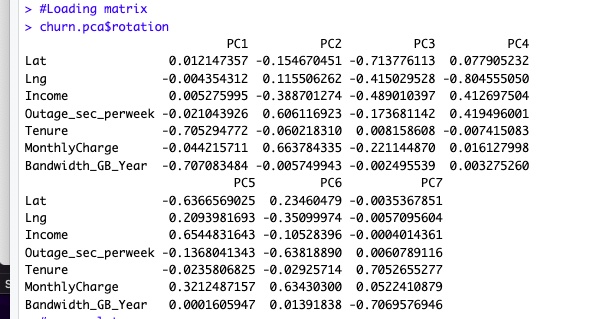 > #Loading matrix
> churn.pca$rotation
PC1 PC2 PC3 PC4
Lat 0.012147357 -0.154670451 -0.713776113 0.077905232
Lng -0.004354312 0.115506262 -0.415029528 -0.804555050
Income 0.005275995 -0.388701274 -0.489010397 0.412697504
Outage_sec_perweek -0.021043926 0.606116923 -0.173681142 0.419496001
Tenure -0.705294772 -0.060218310 0.008158608 -0.007415083
MonthlyCharge -0.044215711 0.663784335 -0.221144870 0.016127998
Bandwidth_GB_Year -0.707083484 -0.005749943 -0.002495539 0.003275260
PC5 PC6 PC7
Lat -0.6366569025 0.23460479 -0.0035367851
Lng 0.2093981693 -0.35099974 -0.0057095604
Income 0.6544831643 -0.10528396 -0.0004014361
Outage_sec_perweek -0.1368041343 -0.63818890 0.0060789116
Tenure -0.0235806825 -0.02925714 0.7052655277
MonthlyCharge 0.3212487157 0.63430300 0.0522410879
Bandwidth_GB_Year 0.0001605947 0.01391838 -0.7069576946